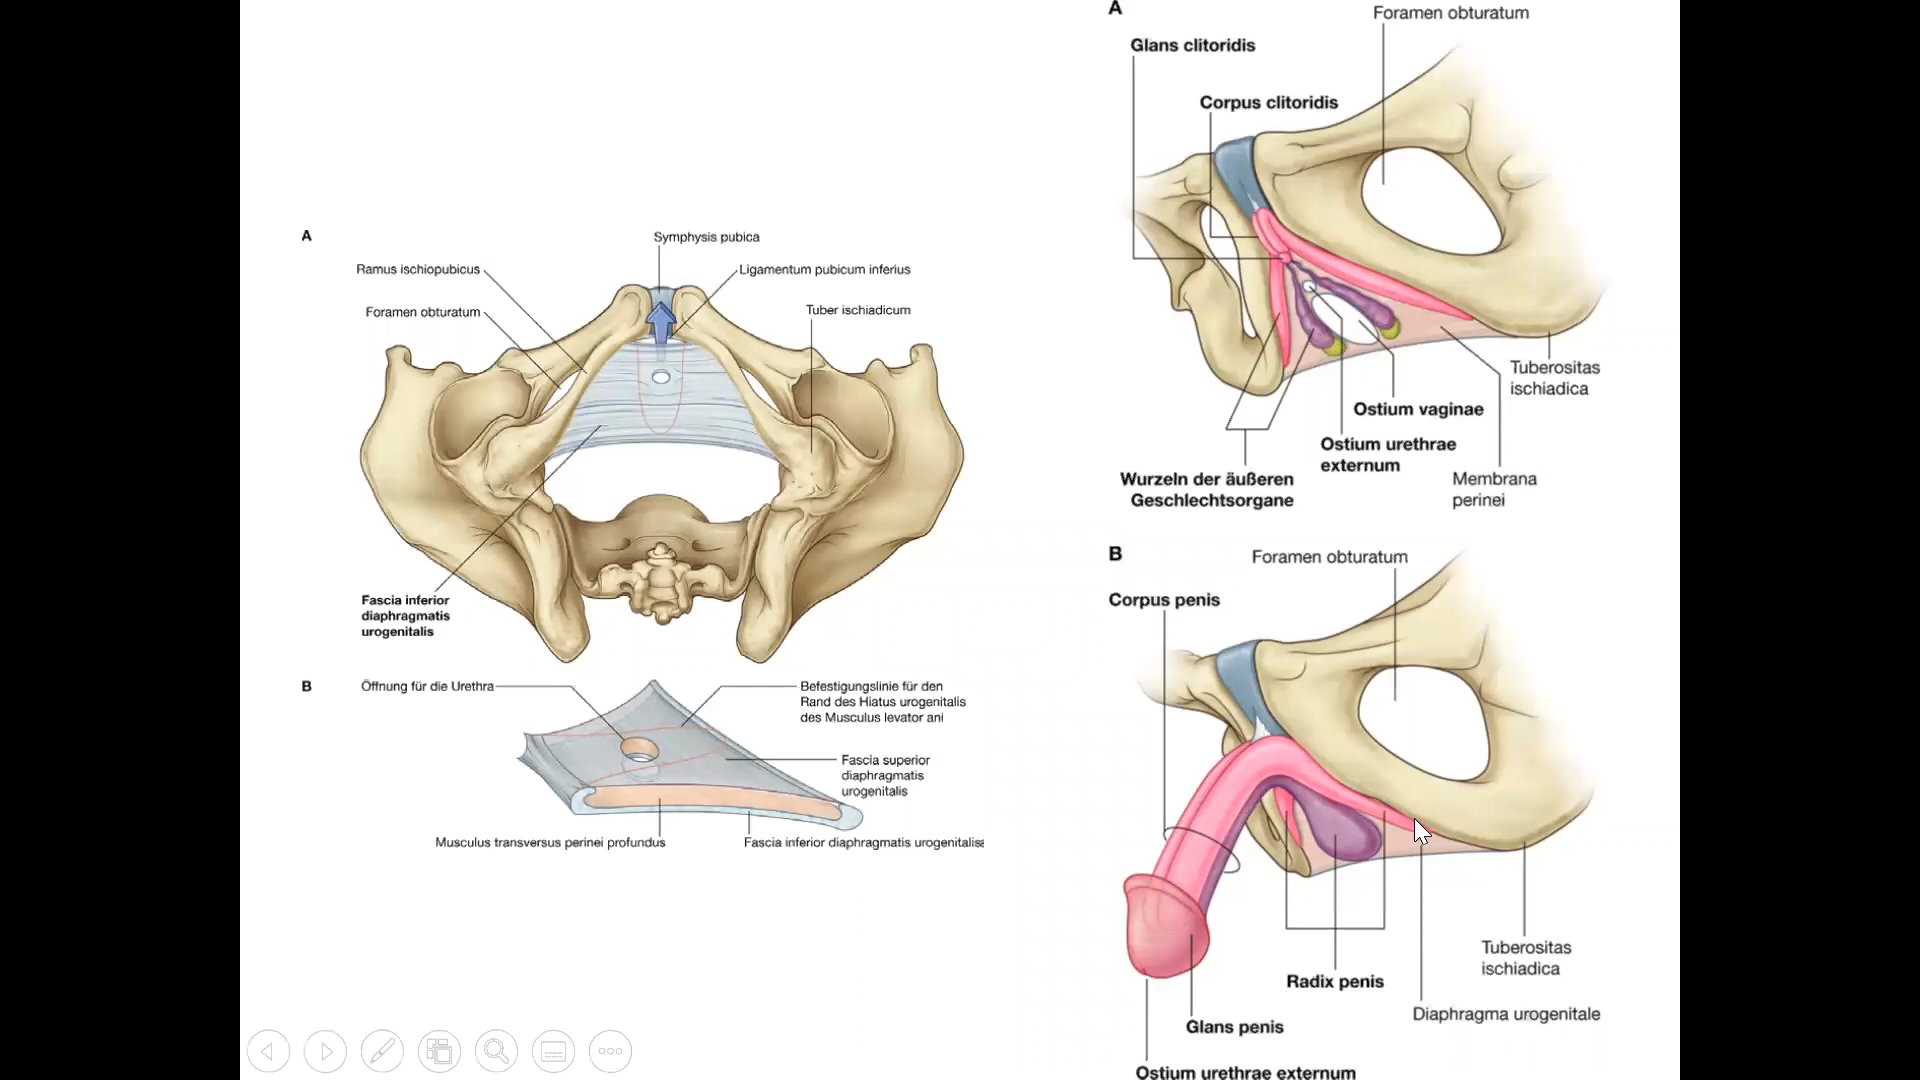 A
Symphysis pubica
Ramus ischiopubicus
Ligamentum pubicum inferius
Foramen obturatum
Tuber ischiadicum
Fascia inferior
diaphragmatis
urogenitalis
B
Öffnung für die Urethra
Befestigungslinie für den
Rand des Hiatus urogenitalis
des Musculus levator ani
Fascia superior
diaphragmatis
urogenitalis
Musculus transversus perinei profundus
Fascia inferior diaphragmatis urogenitalis
A
Foramen obturatum
Glans clitoridis
Corpus clitoridis
Tuberositas
ischiadica
Ostium vaginae
Ostium urethrae
externum
Wurzeln der äußeren
Geschlechtsorgane
Membrana
perinei
B
Foramen obturatum
Corpus penis
Tuberositas
ischiadica
Radix penis
Diaphragma urogenitale
Glans penis
Ostium urethrae externum